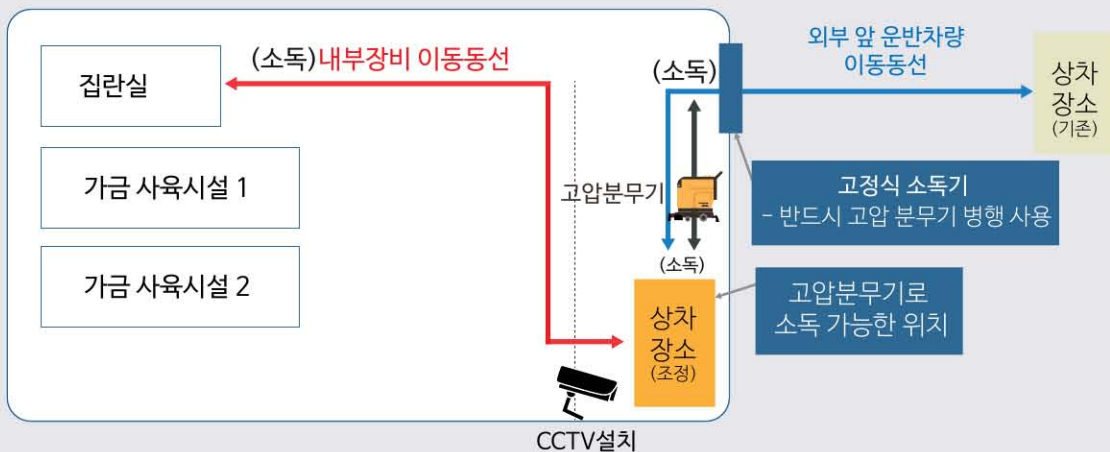 집란실
가금 사육시설 1
가금 사육시설 2
(소독)내부장비 이동동선
(소독)
외부 앞 운반차량
이동동선
상차
장소
(기존)
고압분무기
고정식 소독기
- 반드시 고압 분무기 병행 사용
(소독)
상차
장소
(조정)
고압분무기로
소독 가능한 위치
CCTV설치